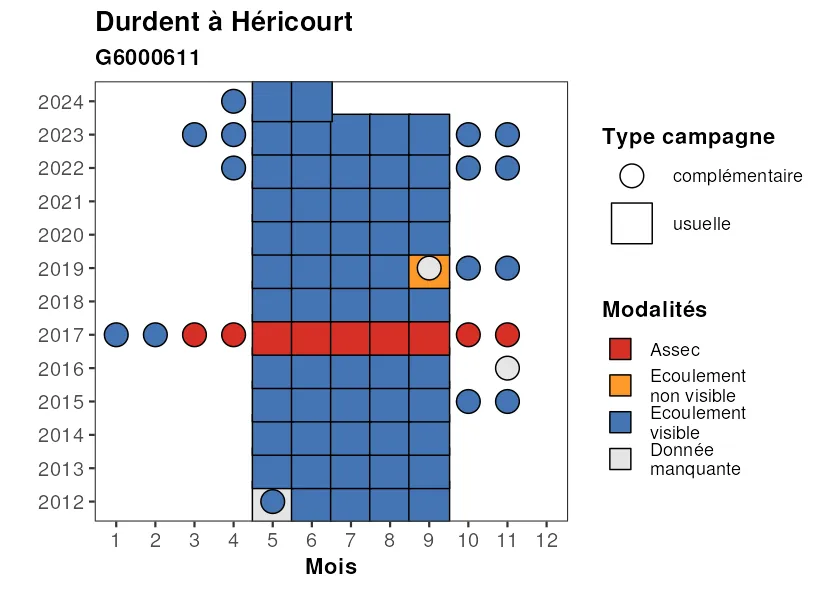 Durdent à Héricourt
G6000611
2024
2023
2022
2021
2020
2019
2018
2017
2016
2015
2014
2013
2012
1 2 3 4 5 6 7 8 9 10 11 12
Mois
Type campagne
complémentaire
usuelle
Modalités
Assec
Ecoulement
non visible
Ecoulement
visible
Donnée
manquante